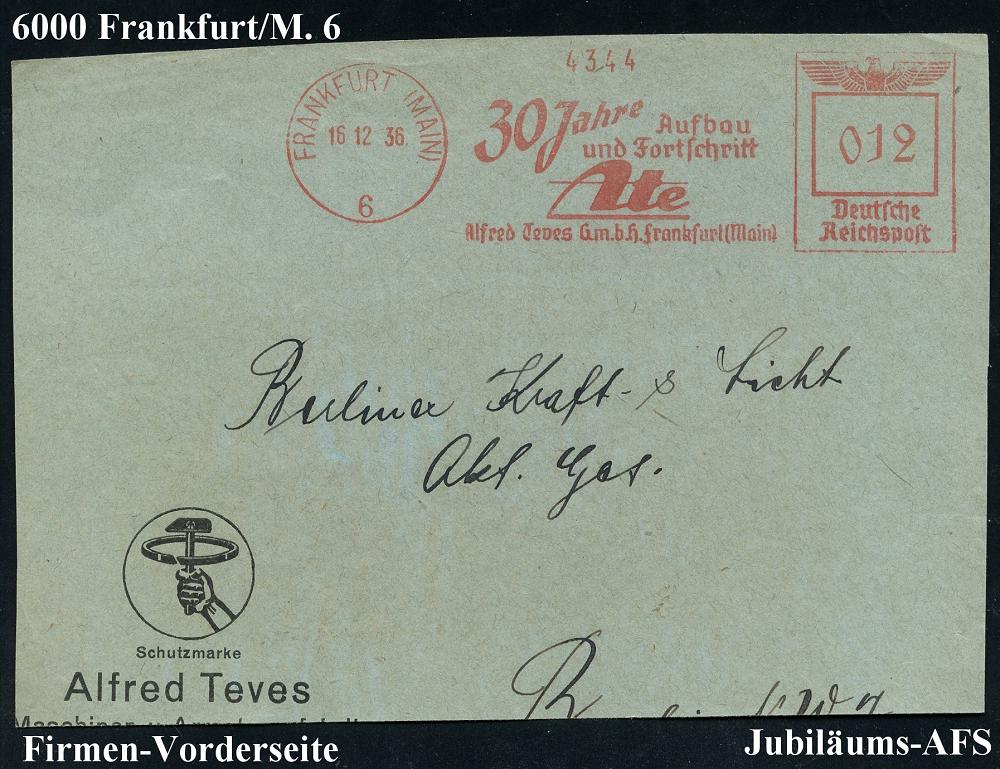 6000 Frankfurt/M. 6
4344
FRANKFURT (MAIN)
16.12.36.
6
30 Jahre Aufbau
und Fortschritt
Ate
Alfred Teves G.m.b.H. Frankfurt (Main)
012
Deutsche
Reichspost
Berliner Kraft- & Licht
Akt. Ges.
Schutzmarke
Alfred Teves
Firmen-Vorderseite
Jubiläums-AFS